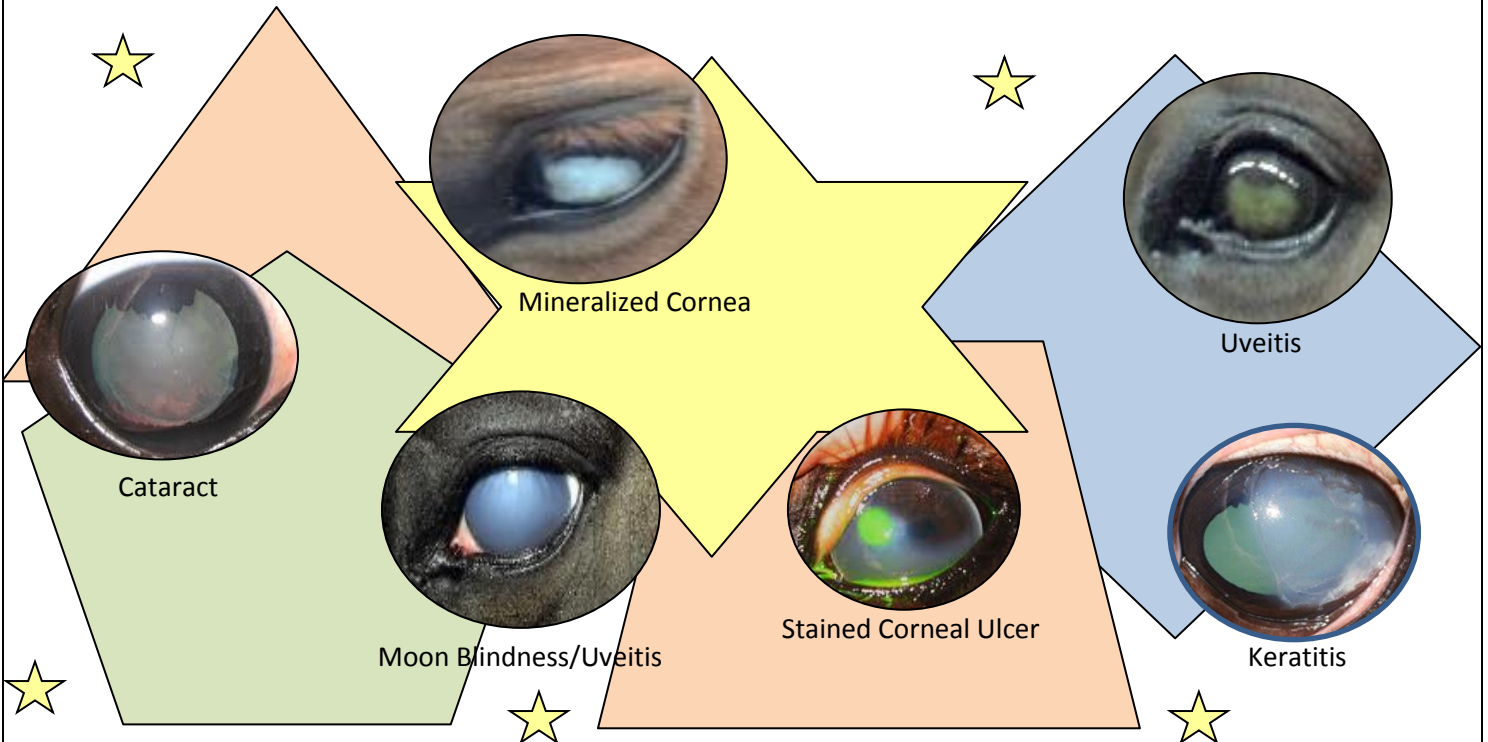 Mineralized Cornea
Uveitis
Cataract
Stained Corneal Ulcer
Moon Blindness/Uveitis
Keratitis